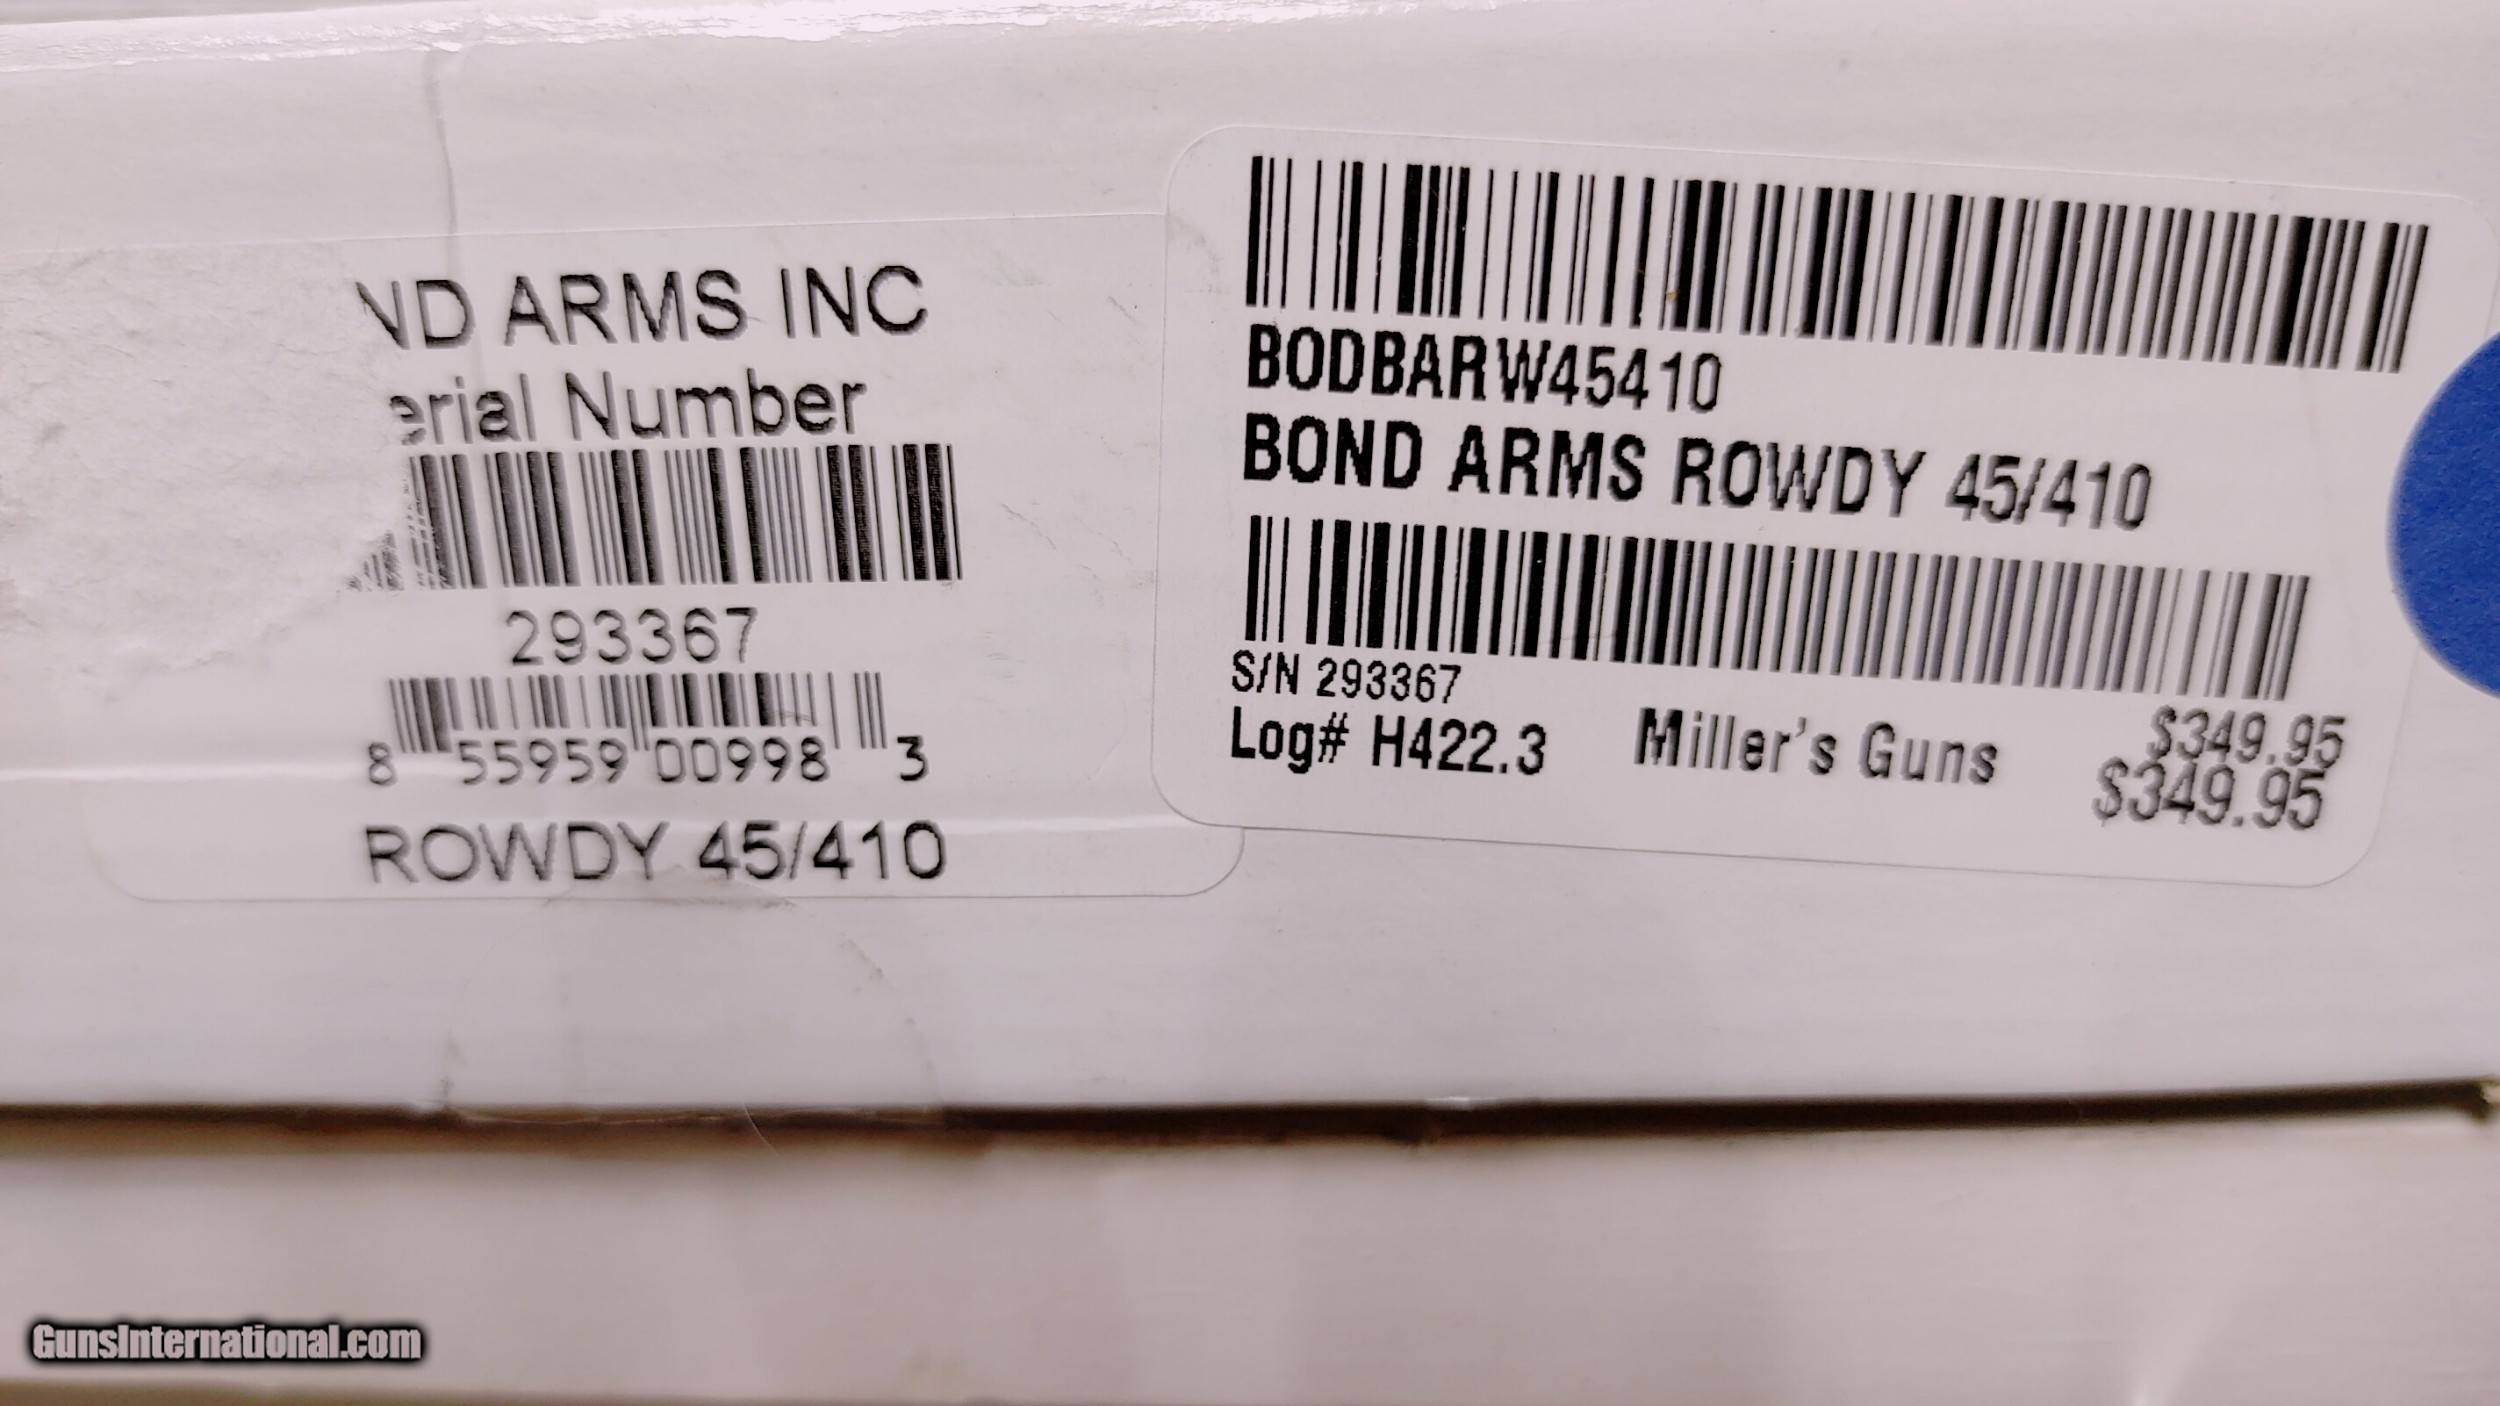 ND ARMS INC
erial Number
293367
8 55959 00998 3
ROWDY 45/410
BODBARW45410
BOND ARMS ROWDY 45/410
S/N 293367
Log# H422.3 Miller's Guns $349.95
$349.95
GunsInternational.com